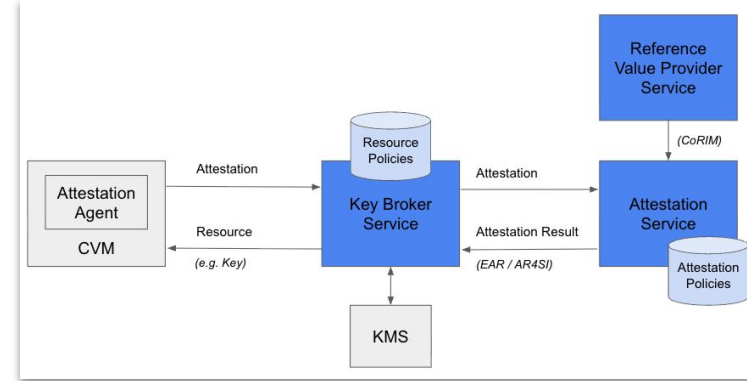 Reference
Value Provider
Service
(CoRIM)
Resource
Policies
Attestation
Agent
CVM
Attestation
Resource
(e.g. Key)
Key Broker
Service
Attestation
Attestation Result
(EAR / AR4SI)
Attestation
Service
Attestation
Policies
KMS